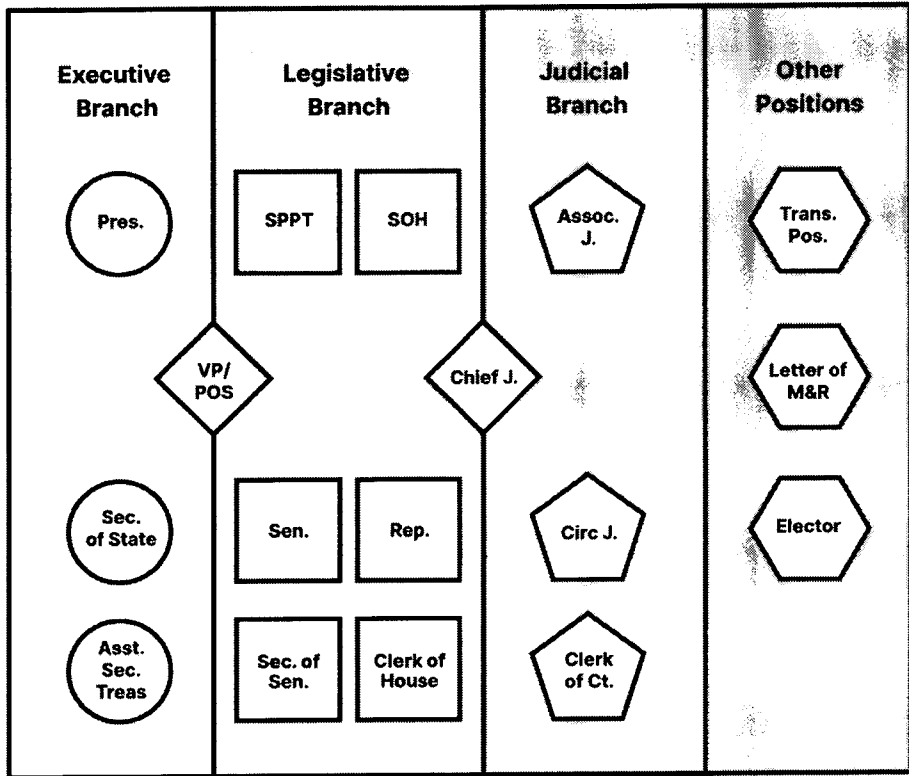 Executive
Branch
Legislative
Branch
Judicial
Branch
Other
Positions
Pres.
SPPT
SOH
Assoc.
J.
Trans.
Pos.
VP/
POS
Chief J.
Letter of
M&R
Sec.
of State
Sen.
Rep.
Circ J.
Elector
Asst.
Sec.
Treas
Sec. of
Sen.
Clerk of
House
Clerk
of Ct.